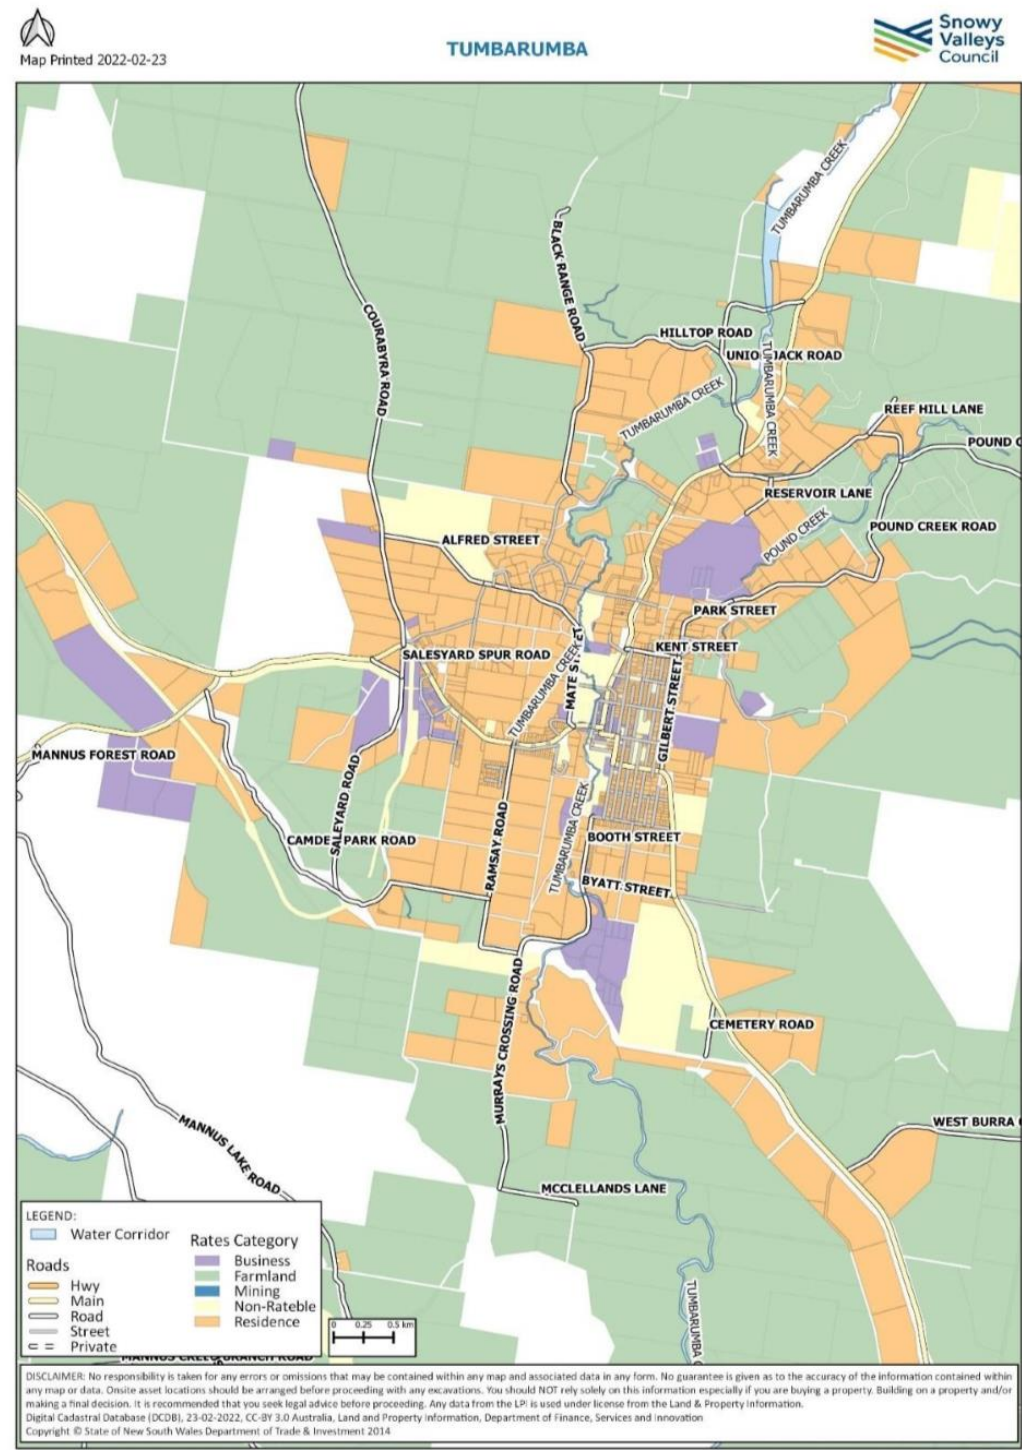 Map Printed 2022-02-23
TUMBARUMBA
Snowy
Valleys
Council
TUMBARUMBA CREEK
BLACK RANGE ROAD
COURABYRA ROAD
HILLTOP ROAD
UNIO JACK ROAD
TUMBARUMBA CREEK
TUMBARUMBA CREEK
REEF HILL LANE
POUND C
RESERVOIR LANE
POUND CREEK
POUND CREEK ROAD
ALFRED STREET
PARK STREET
KENT STREET
SALESYARD SPUR ROAD
TUMBARUMBA CREEK
MATE ST ET
GILBERT STREET
MANNUS FOREST ROAD
SALEYARD ROAD
CAMDE PARK ROAD
RAMSAY ROAD
TUMBARUMBA CREEK
BOOTH STREET
BYATT STREET
MURRAYS CROSSING ROAD
CEMETERY ROAD
WEST BURRA
MANNUS LAKE ROAD
MCCLELLANDS LANE
TUMBARUMBA C
LEGEND:
Water Corridor
Roads
Hwy
Main
Road
Street
Private
Rates Category
Business
Farmland
Mining
Non-Rateble
Residence
0 0.25 0.5 km
MANNUS CREEK BRANCH ROAD
DISCLAIMER: No responsibility is taken for any errors or omissions that may be contained within any map and associated data in any form. No guarantee is given as to the accuracy of the information contained within
any map or data. Onsite asset locations should be arranged before proceeding with any excavations. You should NOT rely solely on this information especially if you are buying a property. Building on a property and/or
making a final decision. It is recommended that you seek legal advice before proceeding. Any data from the LPI is used under license from the Land & Property Information.
Digital Cadastral Database (DCDB), 23-02-2022, CC-BY 3.0 Australia, Land and Property Information, Department of Finance, Services and Innovation
Copyright © State of New South Wales Department of Trade & Investment 2014